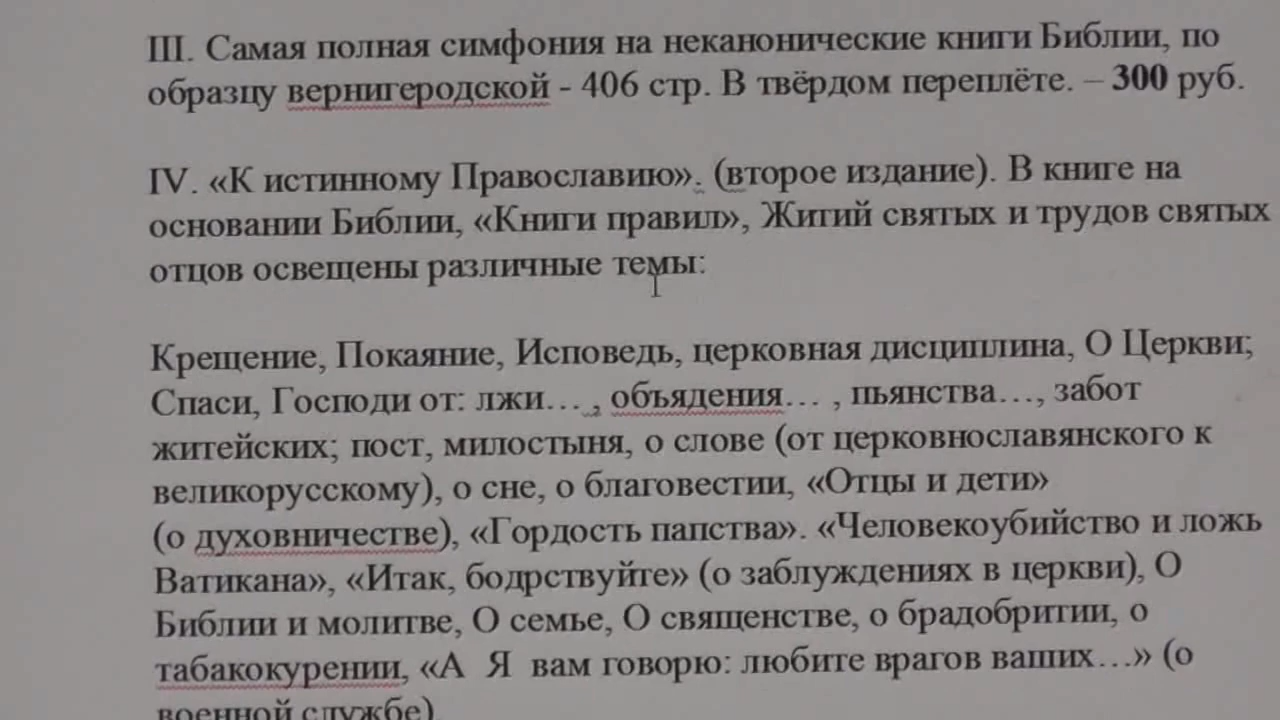 III. Самая полная симфония на неканонические книги Библии, по
образцу вернигеродской - 406 стр. В твёрдом переплёте. – 300 руб.
IV. «К истинному Православию». (второе издание). В книге на
основании Библии, «Книги правил», Житий святых и трудов святых
отцов освещены различные темы:
Крещение, Покаяние, Исповедь, церковная дисциплина, О Церкви;
Спаси, Господи от: лжи… , объядения… , пьянства…, забот
житейских; пост, милостыня, о слове (от церковнославянского к
великорусскому), о сне, о благовестии, «Отцы и дети»
(о духовничестве), «Гордость папства». «Человекоубийство и ложь
Ватикана», «Итак, бодрствуйте» (о заблуждениях в церкви), О
Библии и молитве, О семье, О священстве, о брадобритии, о
табакокурении, «А Я вам говорю: любите врагов ваших…» (о
военной службе)